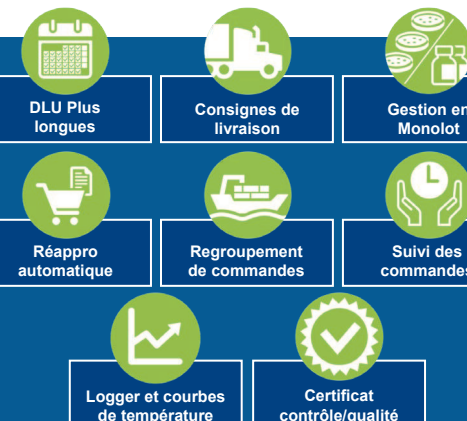 DLU Plus
longues
Consignes de
livraison
Gestion en
Monolot
Réappro
automatique
Regroupement
de commandes
Suivi des
commandes
Logger et courbes
de température
Certificat
contrôle/qualité